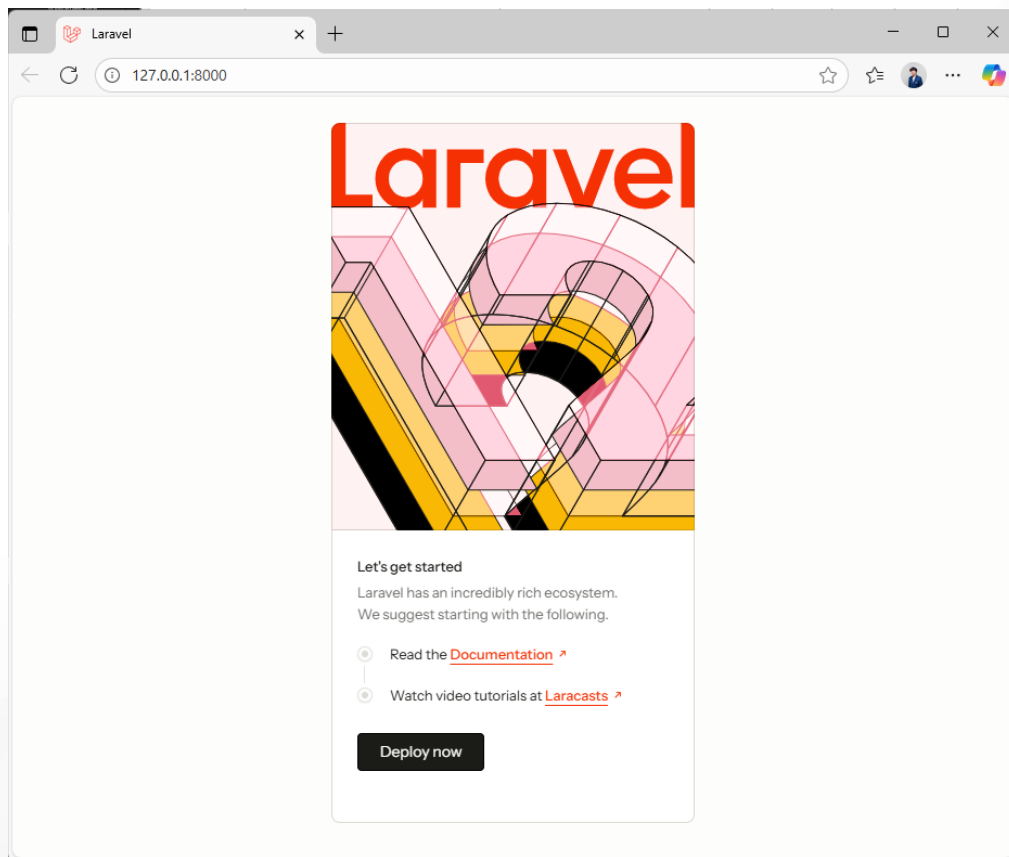 Laravel
127.0.0.1:8000
Laravel
Let's get started
Laravel has an incredibly rich ecosystem.
We suggest starting with the following.
Read the Documentation
Watch video tutorials at Laracasts
Deploy now